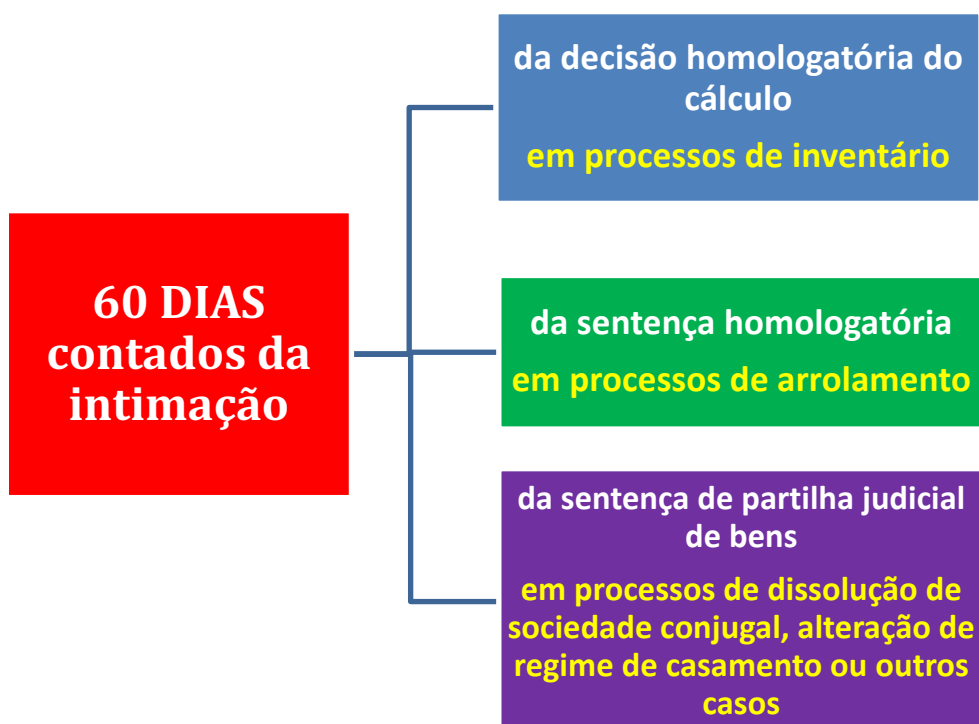 60 DIAS
contados da
intimação
da decisão homologatória do
cálculo
em processos de inventário
da sentença homologatória
em processos de arrolamento
da sentença de partilha judicial
de bens
em processos de dissolução de
sociedade conjugal, alteração de
regime de casamento ou outros
casos